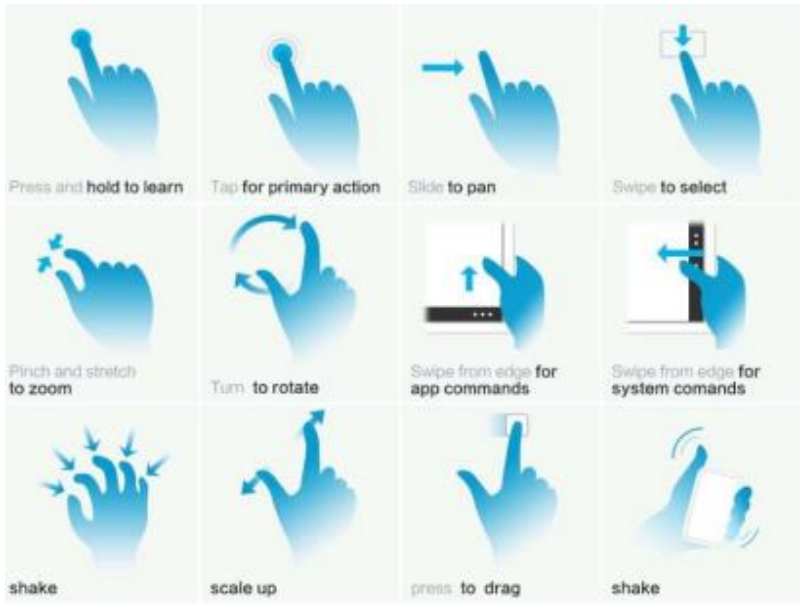 Press and hold to learn
Tap for primary action
Slide to pan
Swipe to select
Pinch and stretch
to zoom
Turn to rotate
Swipe from edge for
app commands
Swipe from edge for
system comands
shake
scale up
press to drag
shake